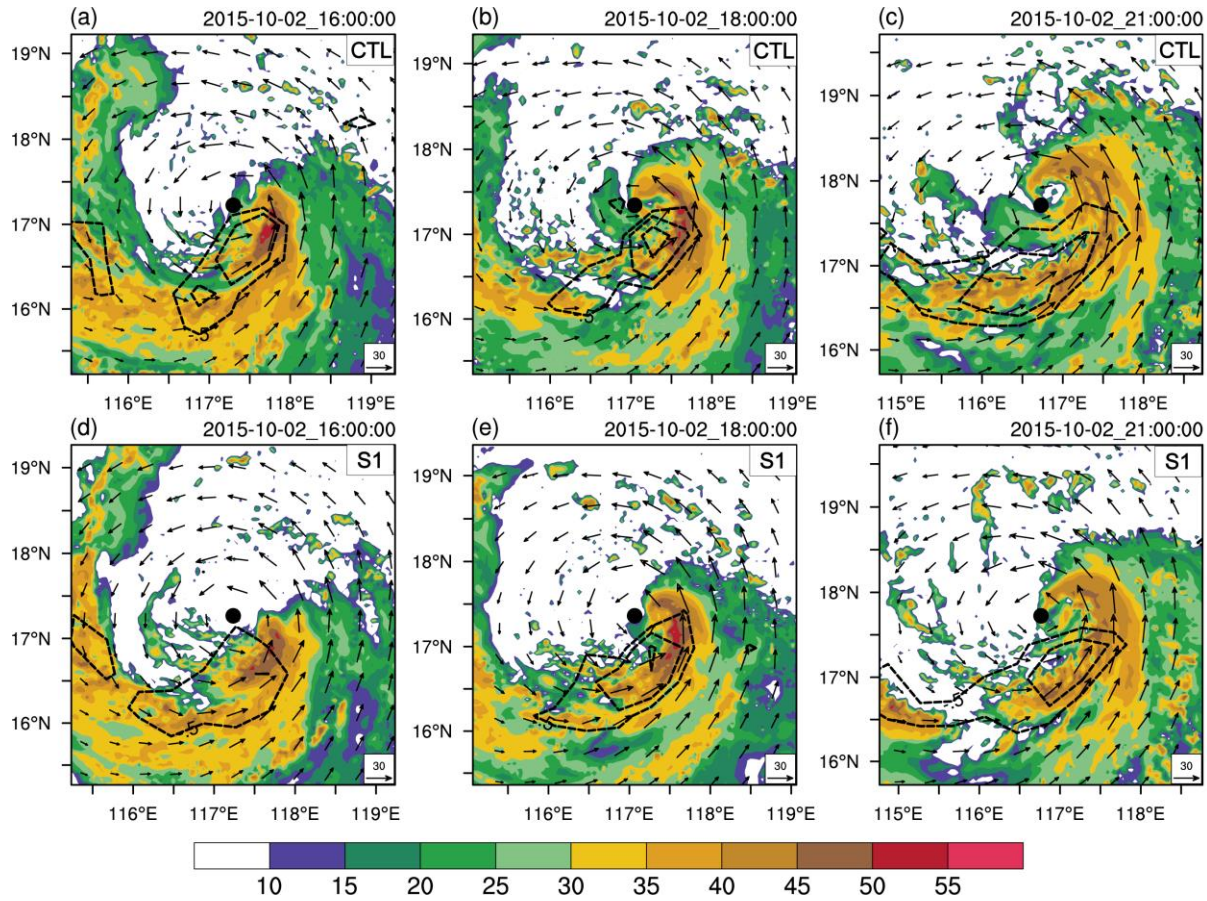 (a) 2015-10-02_16:00:00
CTL
19°N
18°N
17°N
16°N
.5
30
116°E 117°E 118°E 119°E
(b) 2015-10-02_18:00:00
CTL
19°N
18°N
17°N
16°N
.5
30
116°E 117°E 118°E 119°E
(c) 2015-10-02_21:00:00
CTL
19°N
18°N
17°N
16°N
30
115°E 116°E 117°E 118°E
(d) 2015-10-02_16:00:00
S1
19°N
18°N
17°N
16°N
.5
30
116°E 117°E 118°E 119°E
(e) 2015-10-02_18:00:00
S1
19°N
18°N
17°N
16°N
.5
30
116°E 117°E 118°E 119°E
(f) 2015-10-02_21:00:00
S1
19°N
18°N
17°N
16°N
.5
30
115°E 116°E 117°E 118°E
10 15 20 25 30 35 40 45 50 55